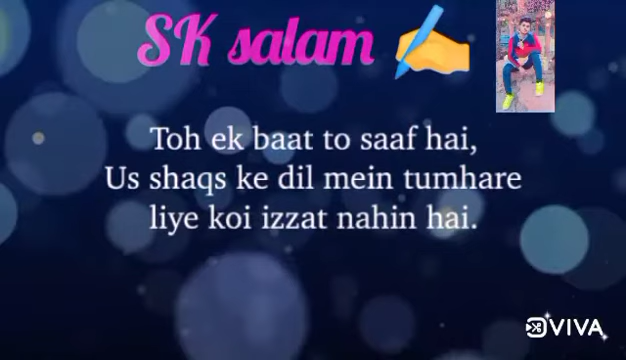 SK salam
Toh ek baat to saaf hai,
Us shaqs ke dil mein tumhare
liye koi izzat nahin hai.
VIVA